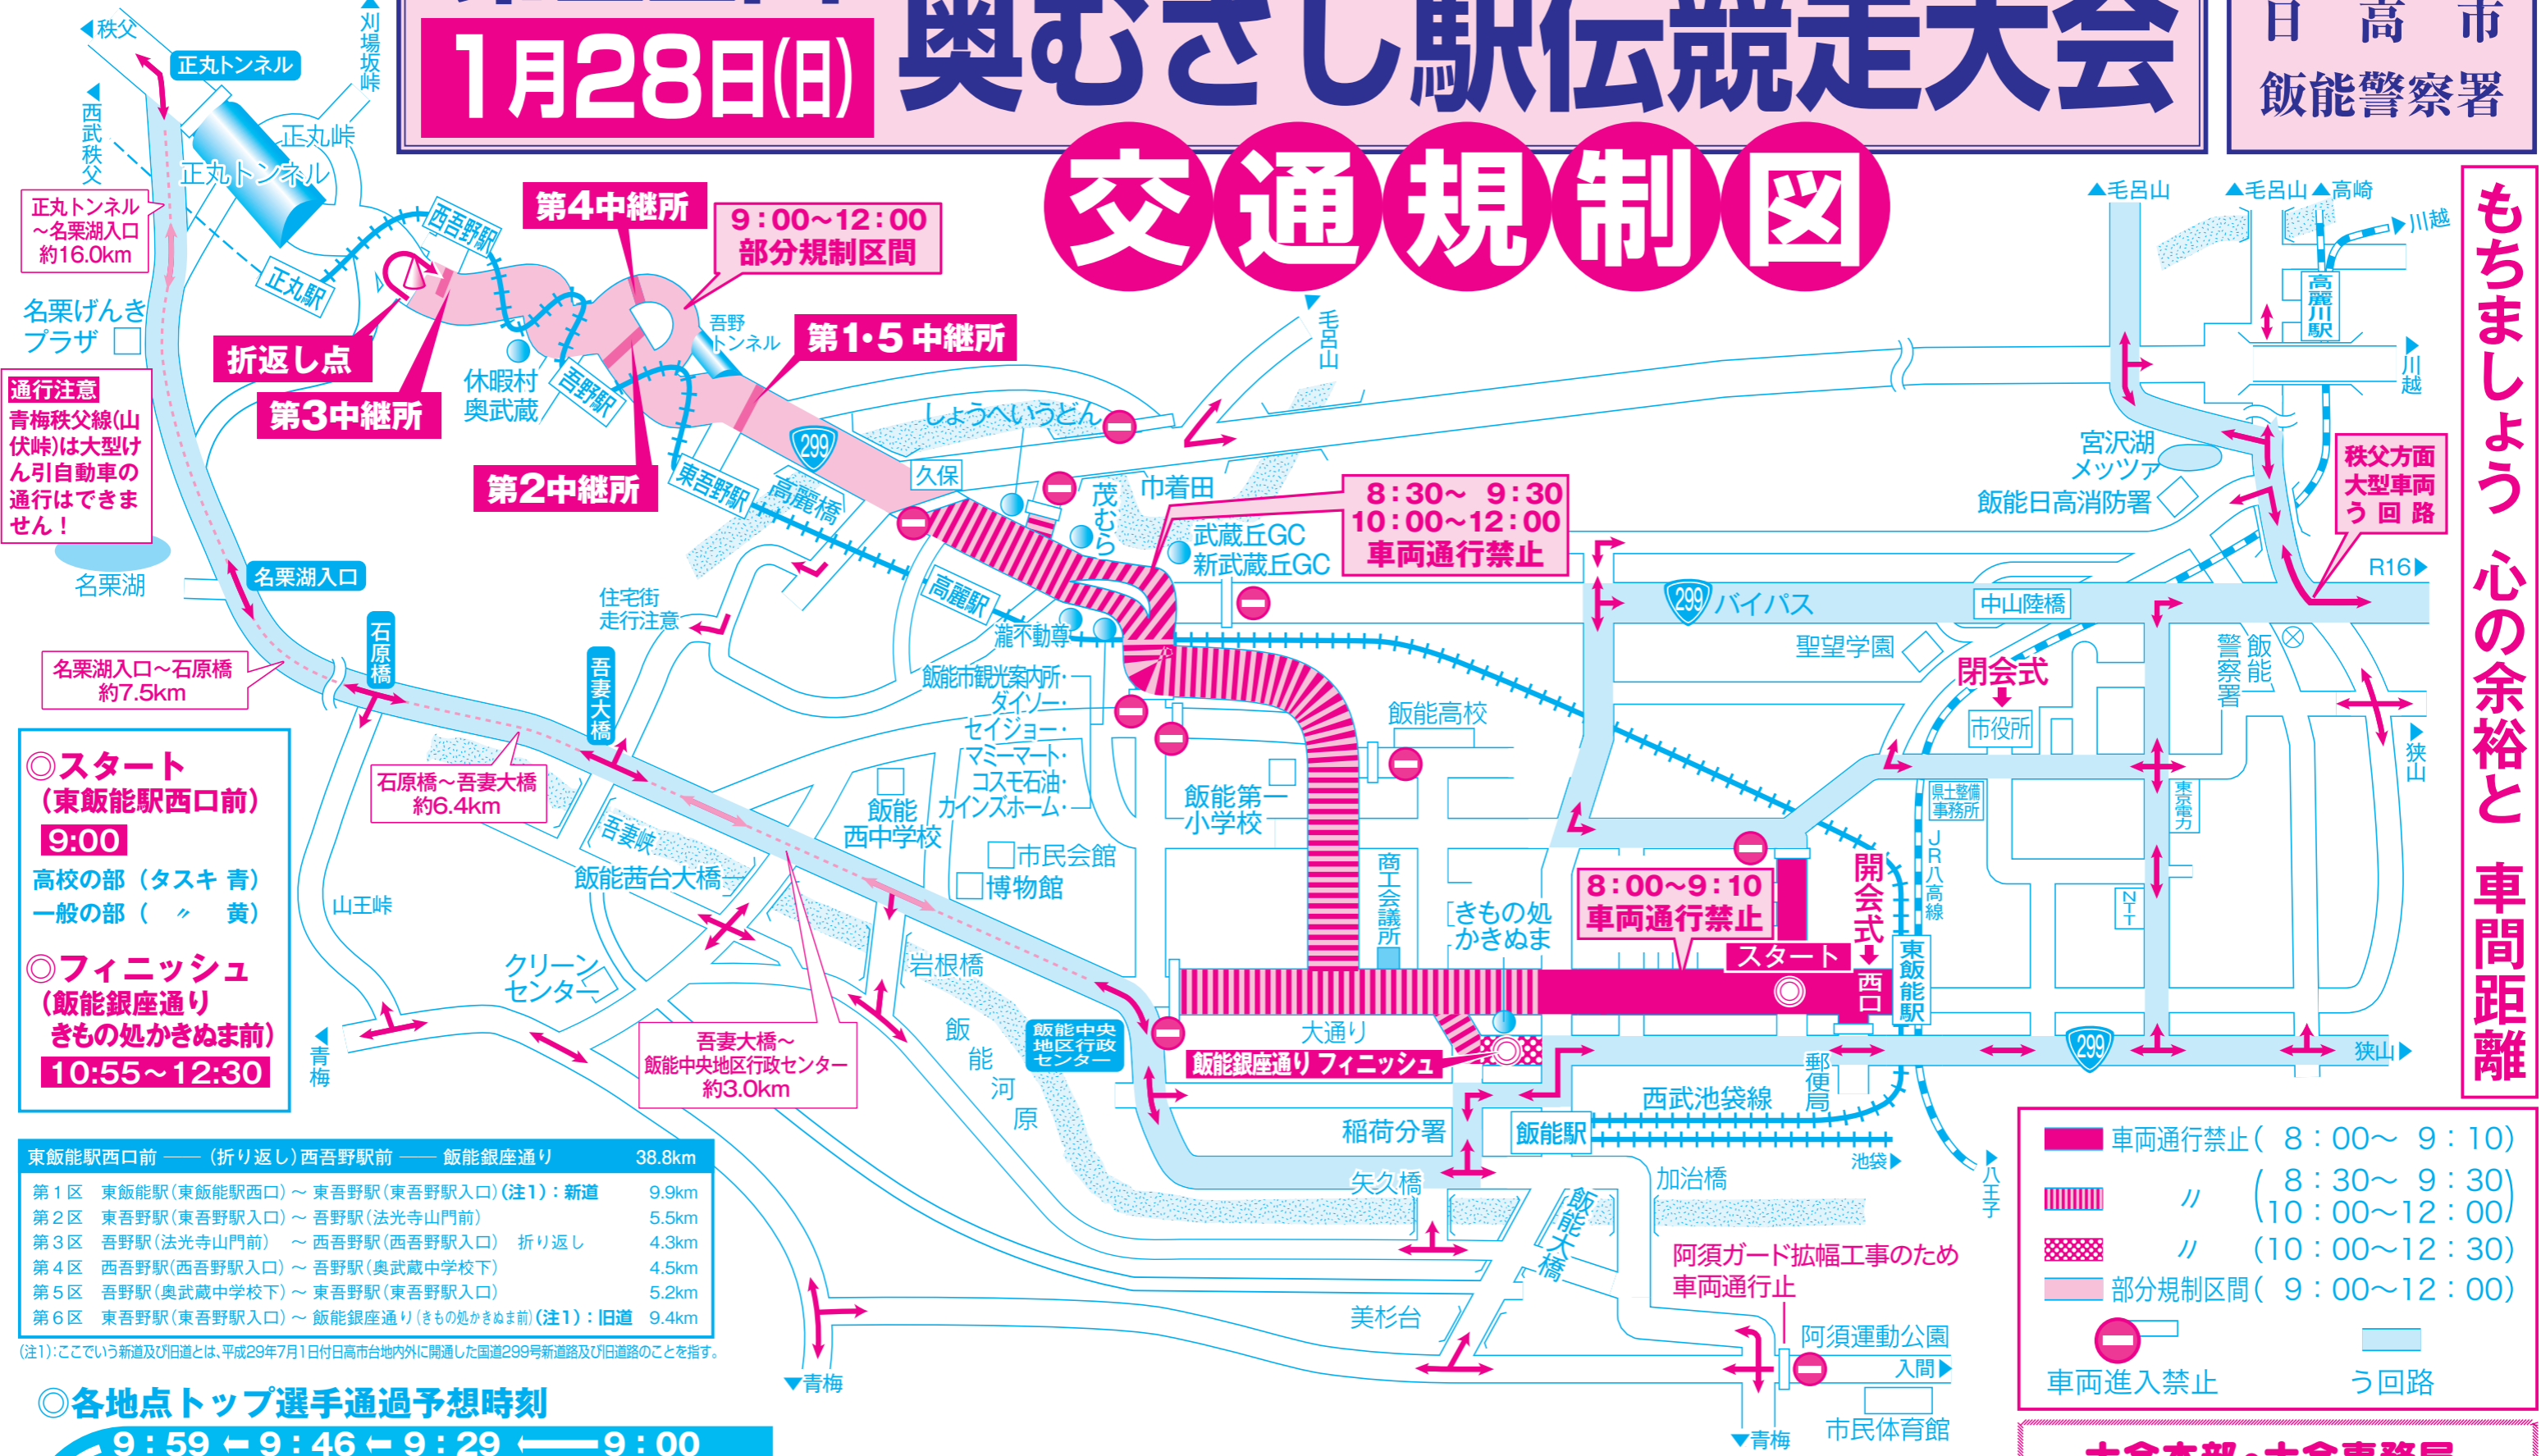 1月28日(日)
奥むさし駅伝競走大会
日高市
飯能警察署
交通規制図
もちましょう 心の余裕と 車間距離
◀秩父
▲刈場坂峠
正丸トンネル
◀西武秩父
正丸峠
正丸トンネル
正丸トンネル
～名栗湖入口
約16.0km
西吾野駅
正丸駅
第4中継所
9：00～12：00
部分規制区間
名栗げんき
プラザ
折返し点
第3中継所
休暇村
奥武蔵
吾野
トンネル
吾野駅
第1・5 中継所
第2中継所
通行注意
青梅秩父線(山
伏峠)は大型け
ん引自動車の
通行はできま
せん！
名栗湖
名栗湖入口
名栗湖入口～石原橋
約7.5km
石原橋
石原橋～吾妻大橋
約6.4km
吾妻大橋
住宅街
走行注意
299
東吾野駅
高麗橋
久保
しょうへいうどん
▼毛呂山
茂むら
巾着田
武蔵丘GC
新武蔵丘GC
8：30～ 9：30
10：00～12：00
車両通行禁止
高麗駅
瀧不動尊
飯能市観光案内所・
ダイソー・
セイジョー・
マミーマート・
コスモ石油・
カインズホーム・
▲毛呂山
▲毛呂山
▲高崎
▶川越
高麗川駅
▶川越
宮沢湖
メッツァ
飯能日高消防署
秩父方面
大型車両
う回路
R16▶
299 バイパス
中山陸橋
聖望学園
閉会式
市役所
飯能警察署
▶狭山
県土整備
事務所
東京電力
JR八高線
NTT
飯能高校
飯能第一
小学校
商工会議所
きもの処
かきぬま
8：00～9：10
車両通行禁止
開会式
スタート
西口
東飯能駅
大通り
飯能銀座通り フィニッシュ
299
狭山▶
郵便局
西武池袋線
飯能駅
池袋▶
▶八王子
稲荷分署
矢久橋
加治橋
飯能大橋
美杉台
阿須ガード拡幅工事のため
車両通行止
阿須運動公園
入間▶
市民体育館
▼青梅
飯能
西中学校
市民会館
博物館
吾妻峡
飯能茜台大橋
クリーン
センター
岩根橋
飯能河原
飯能中央
地区行政
センター
吾妻大橋～
飯能中央地区行政センター
約3.0km
山王峠
◀青梅
▼青梅
◎スタート
（東飯能駅西口前）
9:00
高校の部（タスキ 青）
一般の部（ 〃 黄）
◎フィニッシュ
（飯能銀座通り
きもの処かきぬま前）
10:55～12:30
東飯能駅西口前 ―― (折り返し)西吾野駅前 ―― 飯能銀座通り 38.8km
第1区 東飯能駅(東飯能駅西口)～ 東吾野駅(東吾野駅入口)(注1)：新道 9.9km
第2区 東吾野駅(東吾野駅入口)～ 吾野駅(法光寺山門前) 5.5km
第3区 吾野駅(法光寺山門前) ～ 西吾野駅(西吾野駅入口) 折り返し 4.3km
第4区 西吾野駅(西吾野駅入口)～ 吾野駅(奥武蔵中学校下) 4.5km
第5区 吾野駅(奥武蔵中学校下)～ 東吾野駅(東吾野駅入口) 5.2km
第6区 東吾野駅(東吾野駅入口)～ 飯能銀座通り(きもの処かきぬま前)(注1)：旧道 9.4km
(注1)：ここでいう新道及び旧道とは、平成29年7月1日付日高市台地内外に開通した国道299号新道路及び旧道路のことを指す。
◎各地点トップ選手通過予想時刻
9：59 ← 9：46 ← 9：29 ← 9：00
車両通行禁止( 8：00～ 9：10)
〃 ( 8：30～ 9：30 10：00～12：00)
〃 (10：00～12：30)
部分規制区間( 9：00～12：00)
車両進入禁止
う回路